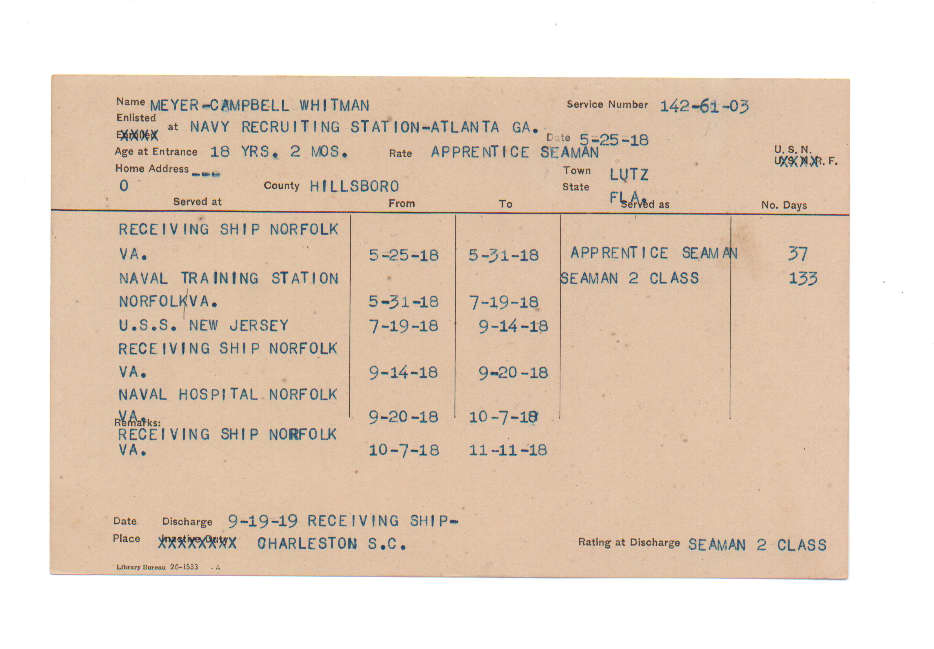 Name MEYER-CAMPBELL WHITMAN Service Number 142-61-03
Enlisted
at NAVY RECRUITING STATION-ATLANTA GA. Date 5-25-18
Age at Entrance 18 YRS. 2 MOS. Rate APPRENTICE SEAMAN U. S. N.
Home Address --- Town LUTZ
O County HILLSBORO State FLA.
Served at From To Served as No. Days
RECEIVING SHIP NORFOLK
VA. 5-25-18 5-31-18 APPRENTICE SEAMAN 37
NAVAL TRAINING STATION SEAMAN 2 CLASS 133
NORFOLK VA. 5-31-18 7-19-18
U.S.S. NEW JERSEY 7-19-18 9-14-18
RECEIVING SHIP NORFOLK
VA. 9-14-18 9-20-18
NAVAL HOSPITAL NORFOLK
VA. 9-20-18 10-7-18
Remarks:
RECEIVING SHIP NORFOLK
VA. 10-7-18 11-11-18
Date Discharge 9-19-19 RECEIVING SHIP-
Place Inactive Duty CHARLESTON S.C. Rating at Discharge SEAMAN 2 CLASS
Library Bureau 26-1533